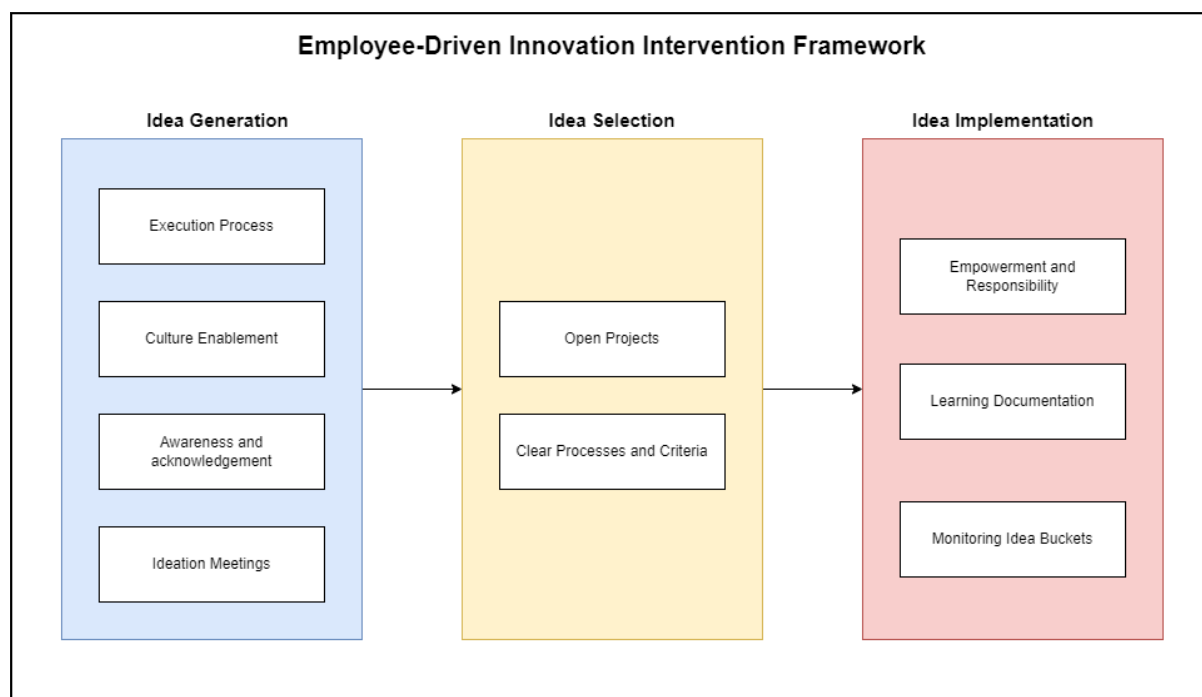 Employee-Driven Innovation Intervention Framework
Idea Generation
Execution Process
Culture Enablement
Awareness and
acknowledgement
Ideation Meetings
Idea Selection
Open Projects
Clear Processes and Criteria
Idea Implementation
Empowerment and
Responsibility
Learning Documentation
Monitoring Idea Buckets